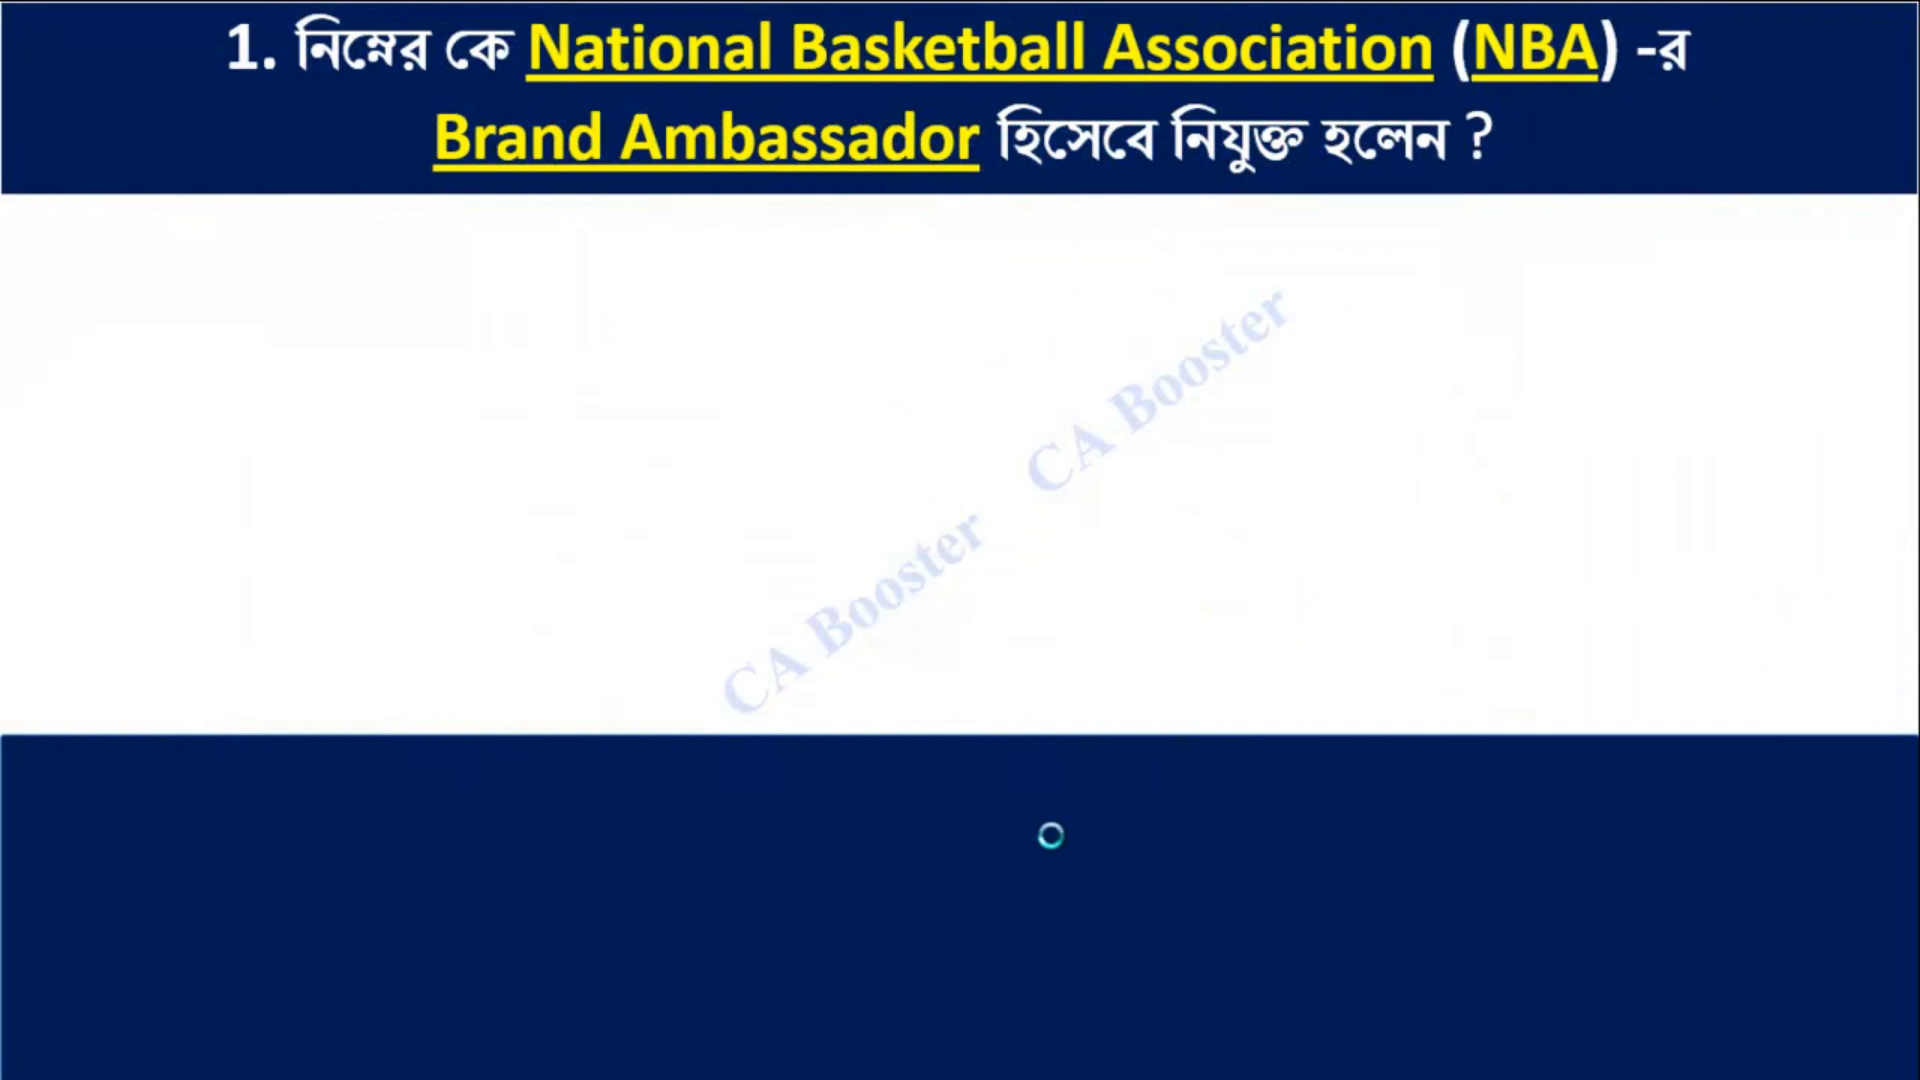 1. নিম্নের কে National Basketball Association (NBA) -র
Brand Ambassador হিসেবে নিযুক্ত হলেন ?
CA Booster
CA Booster